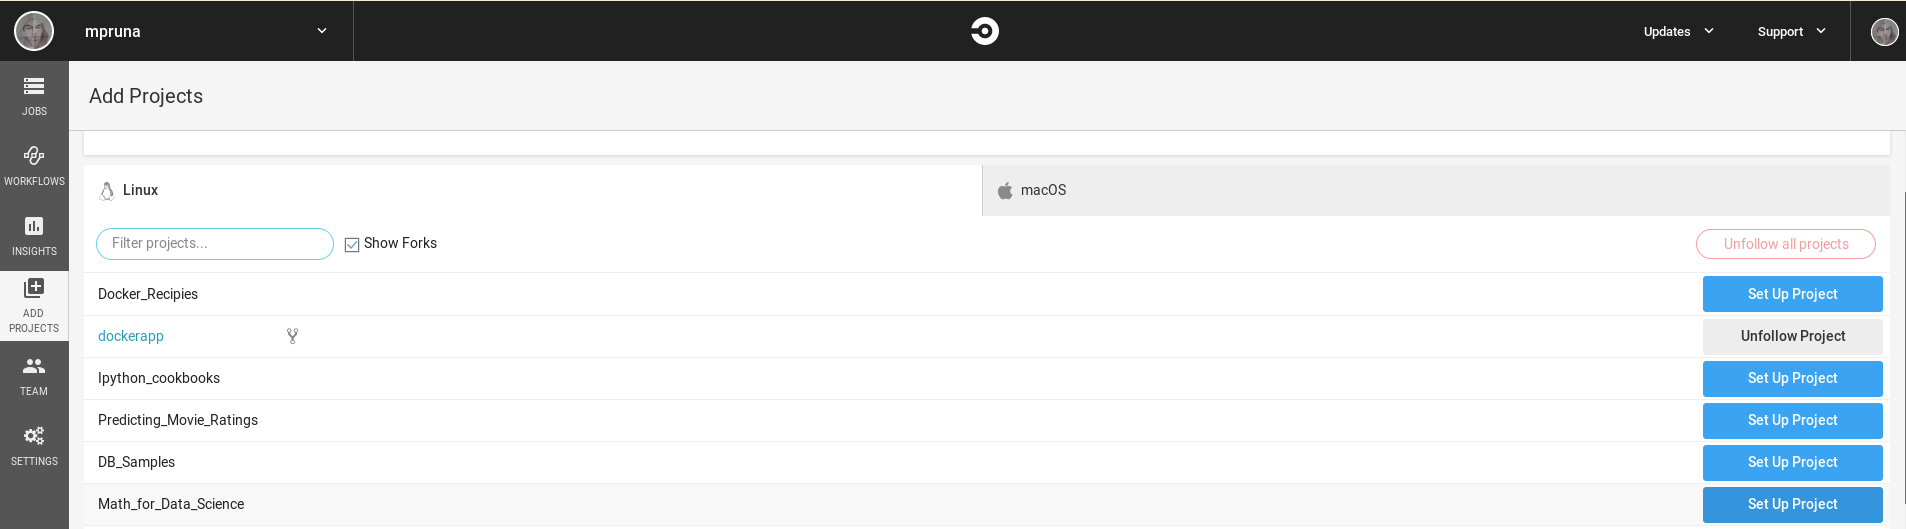 mpruna
Updates
Support
JOBS
WORKFLOWS
INSIGHTS
ADD
PROJECTS
TEAM
SETTINGS
Add Projects
Linux
macOS
Filter projects...
Show Forks
Unfollow all projects
Docker_Recipies
Set Up Project
dockerapp
Unfollow Project
Ipython_cookbooks
Set Up Project
Predicting_Movie_Ratings
Set Up Project
DB_Samples
Set Up Project
Math_for_Data_Science
Set Up Project